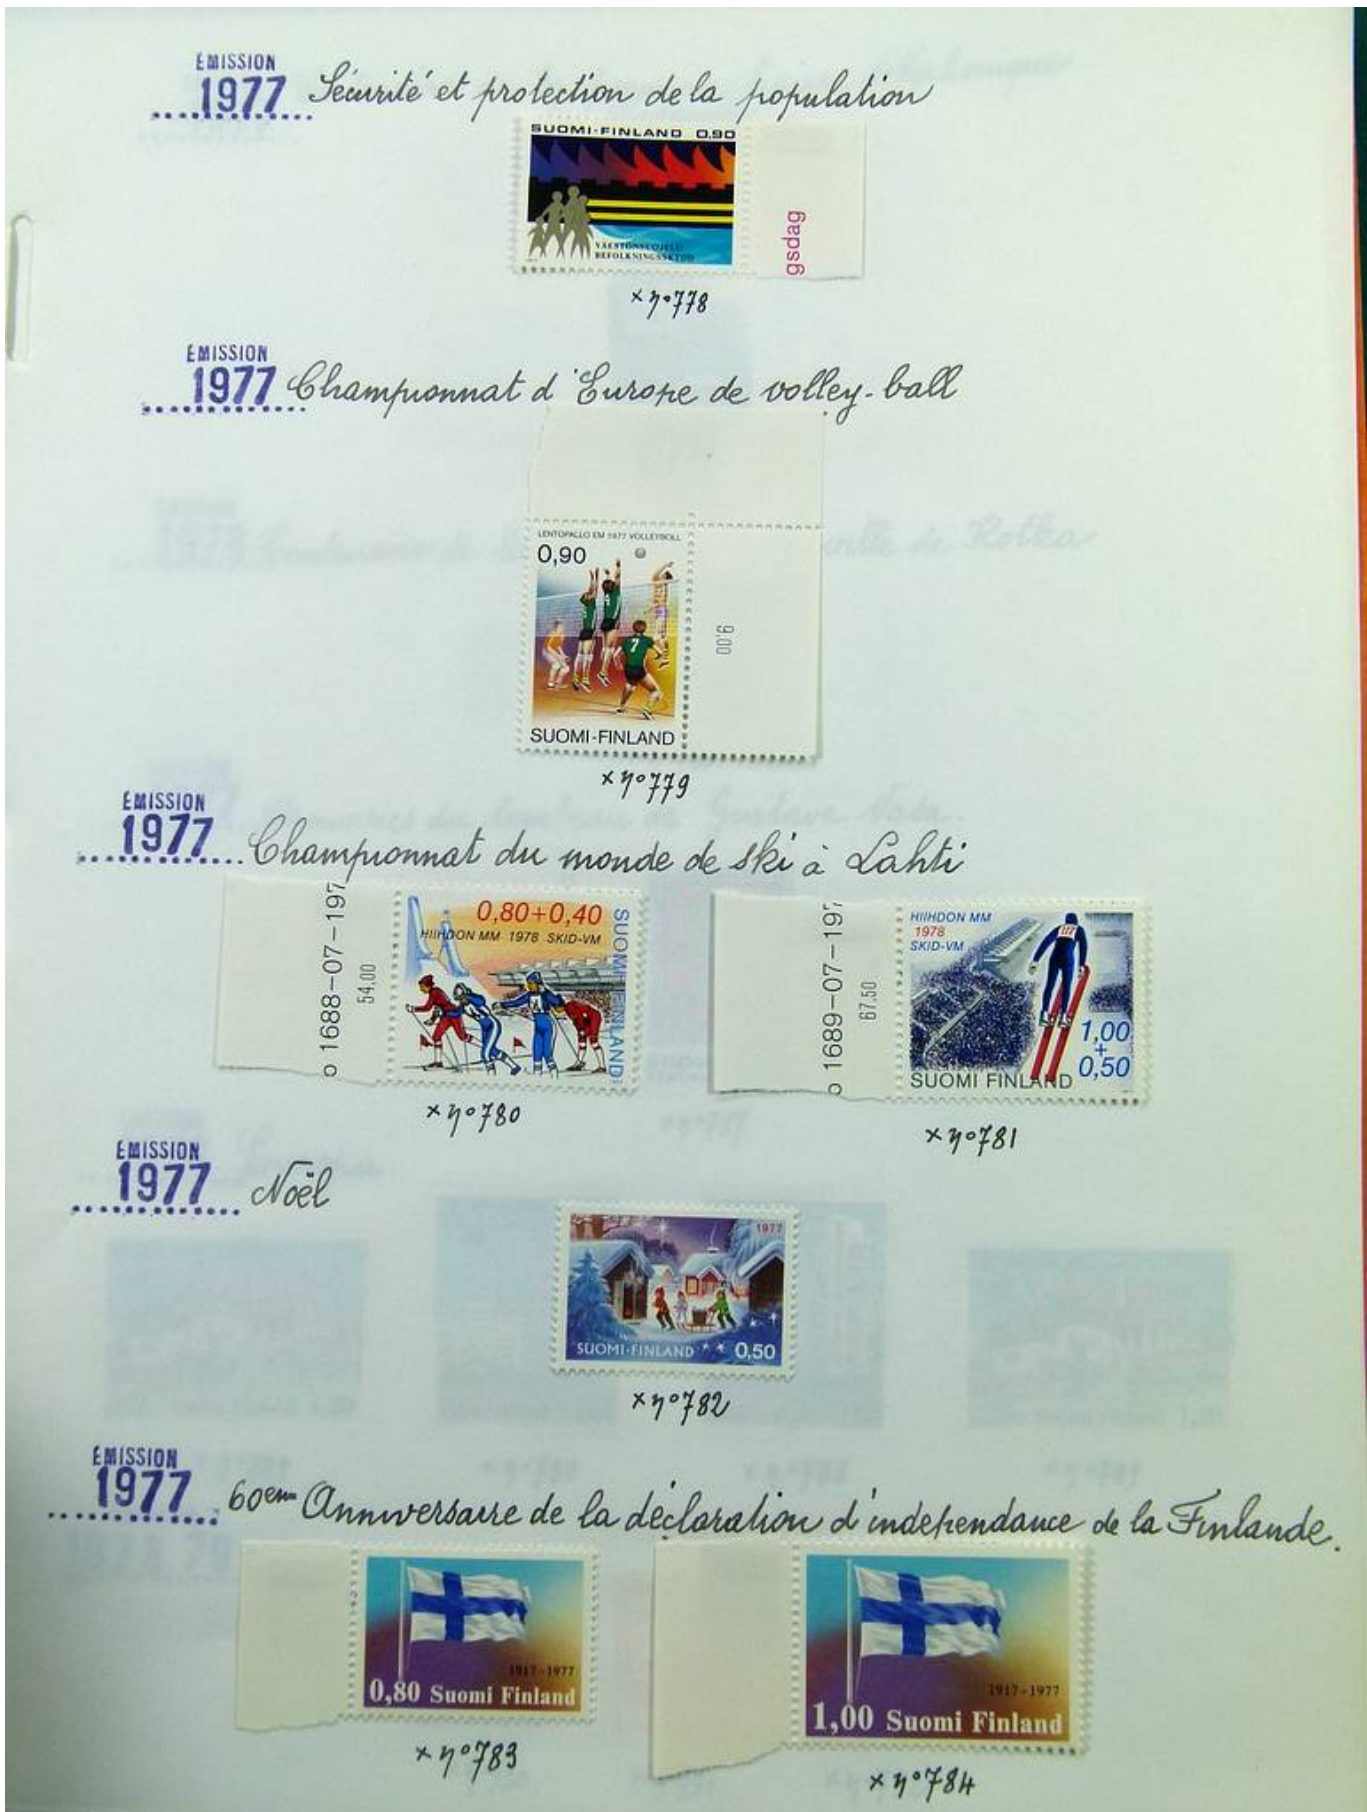 ÉMISSION
1977 Sécurité et protection de la population
SUOMI-FINLAND 0.90
VÄESTÖNSUOJELU
BEFOLKNINGSSKYDD
gsdag
x n°778
ÉMISSION
1977 Championnat d'Europe de volley-ball
LENTOPALLO EM 1977 VOLLEYBOLL
0,90
7
9,00
SUOMI-FINLAND
x n°779
ÉMISSION
1977 Championnat du monde de ski à Lahti
o 1688-07-197
54.00
0,80+0,40
HIIHDON MM 1978 SKID-VM
SUOMI FINLAND
x n°780
o 1689-07-197
67.50
HIIHDON MM
1978
SKID-VM
1,00
+
0,50
SUOMI FINLAND
x n°781
ÉMISSION
1977 Noël
1977
SUOMI-FINLAND 0,50
x n°782
ÉMISSION
1977 60em Anniversaire de la déclaration d'indépendance de la Finlande.
1917-1977
0,80 Suomi Finland
x n°783
1917-1977
1,00 Suomi Finland
x n°784